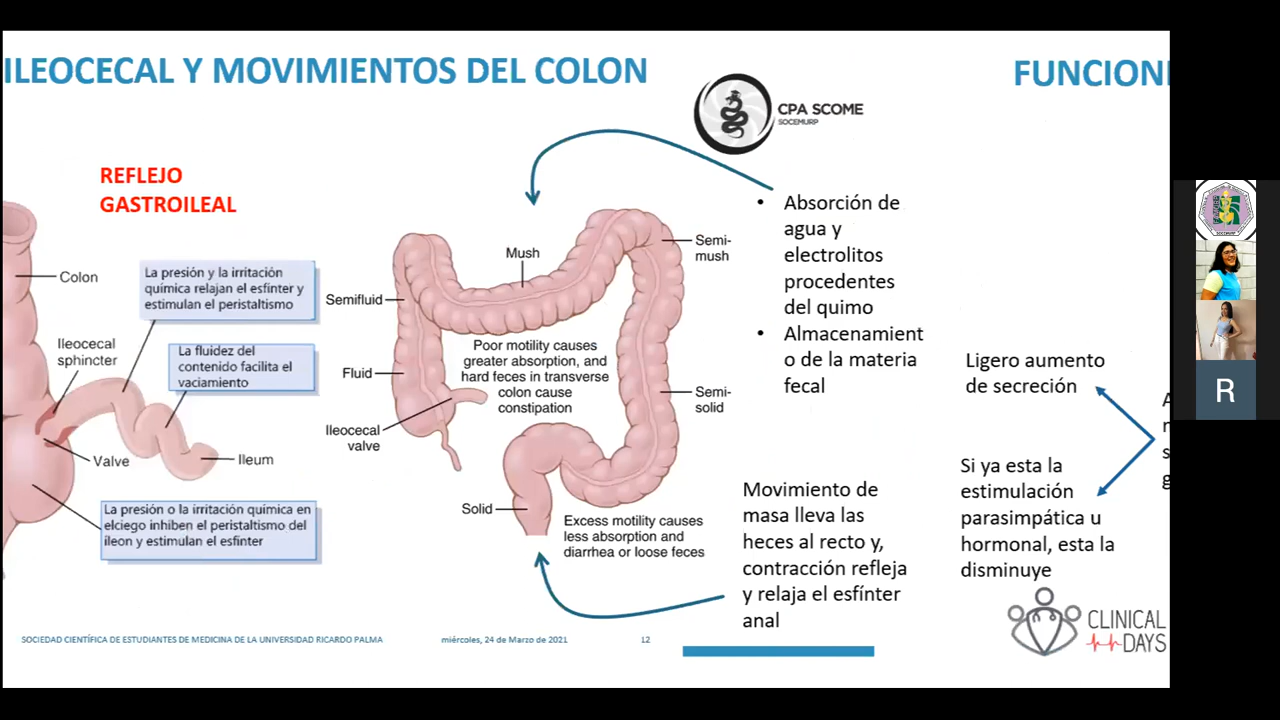 ILEOCECAL Y MOVIMIENTOS DEL COLON
FUNCION
CPA SCOME
SOCEMURP
REFLEJO
GASTROILEAL
Colon
La presión y la irritación
química relajan el esfinter y
estimulan el peristaltismo
Ileocecal
sphincter
La fluidez del
contenido facilita el
vaciamiento
Valve
Ileum
La presión o la irritación química en
elciego inhiben el peristaltismo del
íleon y estimulan el esfínter
Mush
Semi-
mush
Semifluid
Poor motility causes
greater absorption, and
hard feces in transverse
colon cause
constipation
Fluid
Semi-
solid
Ileocecal
valve
Solid
Excess motility causes
less absorption and
diarrhea or loose feces
• Absorción de
agua y
electrolitos
procedentes
del quimo
• Almacenamient
o de la materia
fecal
Movimiento de
masa lleva las
heces al recto y,
contracción refleja
y relaja el esfínter
anal
Ligero aumento
de secreción
Si ya esta la
estimulación
parasimpática u
hormonal, esta la
disminuye
R
SOCIEDAD CIENTÍFICA DE ESTUDIANTES DE MEDICINA DE LA UNIVERSIDAD RICARDO PALMA
miércoles, 24 de Marzo de 2021
12
CLINICAL
DAYS